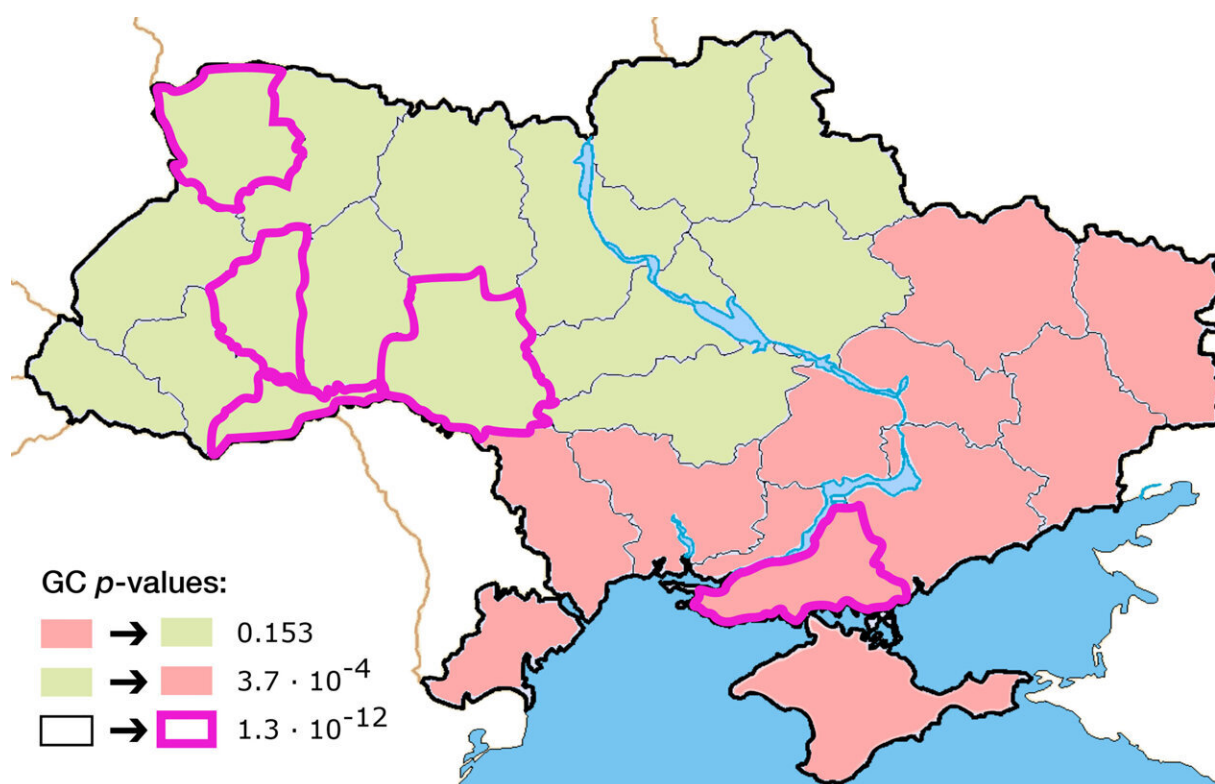 GC p-values:
➔ 0.153
➔ 3.7 · 10⁻⁴
➔ 1.3 · 10⁻¹²